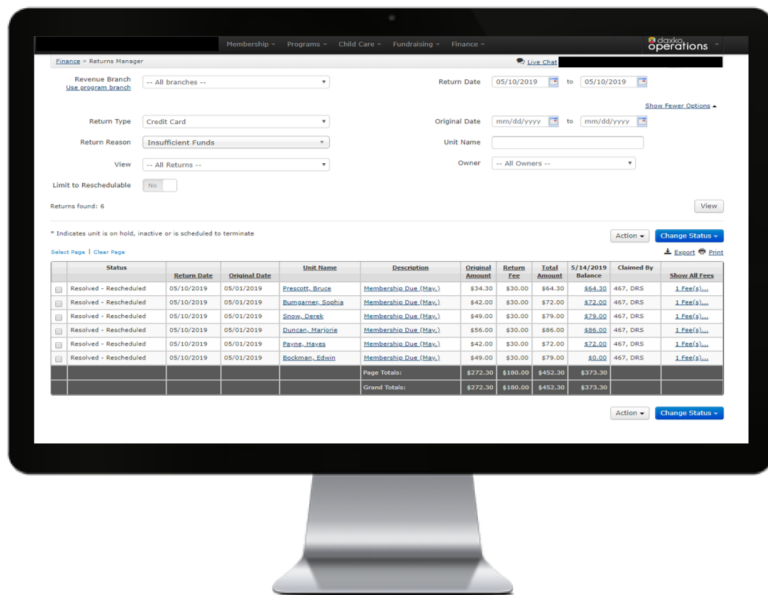 Membership Programs Child Care Fundraising Finance daxko operations
Finance > Returns Manager Live Chat
Revenue Branch -- All branches -- Return Date 05/10/2019 to 05/10/2019
Use program branch
Show Fewer Options
Return Type Credit Card Original Date mm/dd/yyyy to mm/dd/yyyy
Return Reason Insufficient Funds Unit Name
View -- All Returns -- Owner -- All Owners --
Limit to Reschedulable No
Returns found: 6 View
* Indicates unit is on hold, inactive or is scheduled to terminate
Action Change Status
Select Page | Clear Page Export Print
Status Return Date Original Date Unit Name Description Original Amount Return Fee Total Amount 5/14/2019 Balance Claimed By Show All Fees
Resolved - Rescheduled 05/10/2019 05/01/2019 Prescott, Bruce Membership Due (May,) $34.30 $30.00 $64.30 $64.30 467, DRS 1 Fee(s)...
Resolved - Rescheduled 05/10/2019 05/01/2019 Bumgarner, Sophia Membership Due (May,) $42.00 $30.00 $72.00 $72.00 467, DRS 1 Fee(s)...
Resolved - Rescheduled 05/10/2019 05/01/2019 Snow, Derek Membership Due (May,) $49.00 $30.00 $79.00 $79.00 467, DRS 1 Fee(s)...
Resolved - Rescheduled 05/10/2019 05/01/2019 Duncan, Marjorie Membership Due (May,) $56.00 $30.00 $86.00 $86.00 467, DRS 1 Fee(s)...
Resolved - Rescheduled 05/10/2019 05/01/2019 Payne, Hayes Membership Due (May,) $42.00 $30.00 $72.00 $72.00 467, DRS 1 Fee(s)...
Resolved - Rescheduled 05/10/2019 05/01/2019 Bockman, Edwin Membership Due (May,) $49.00 $30.00 $79.00 $0.00 467, DRS 1 Fee(s)...
Page Totals: $272.30 $180.00 $452.30 $373.30
Grand Totals: $272.30 $180.00 $452.30 $373.30
Action Change Status